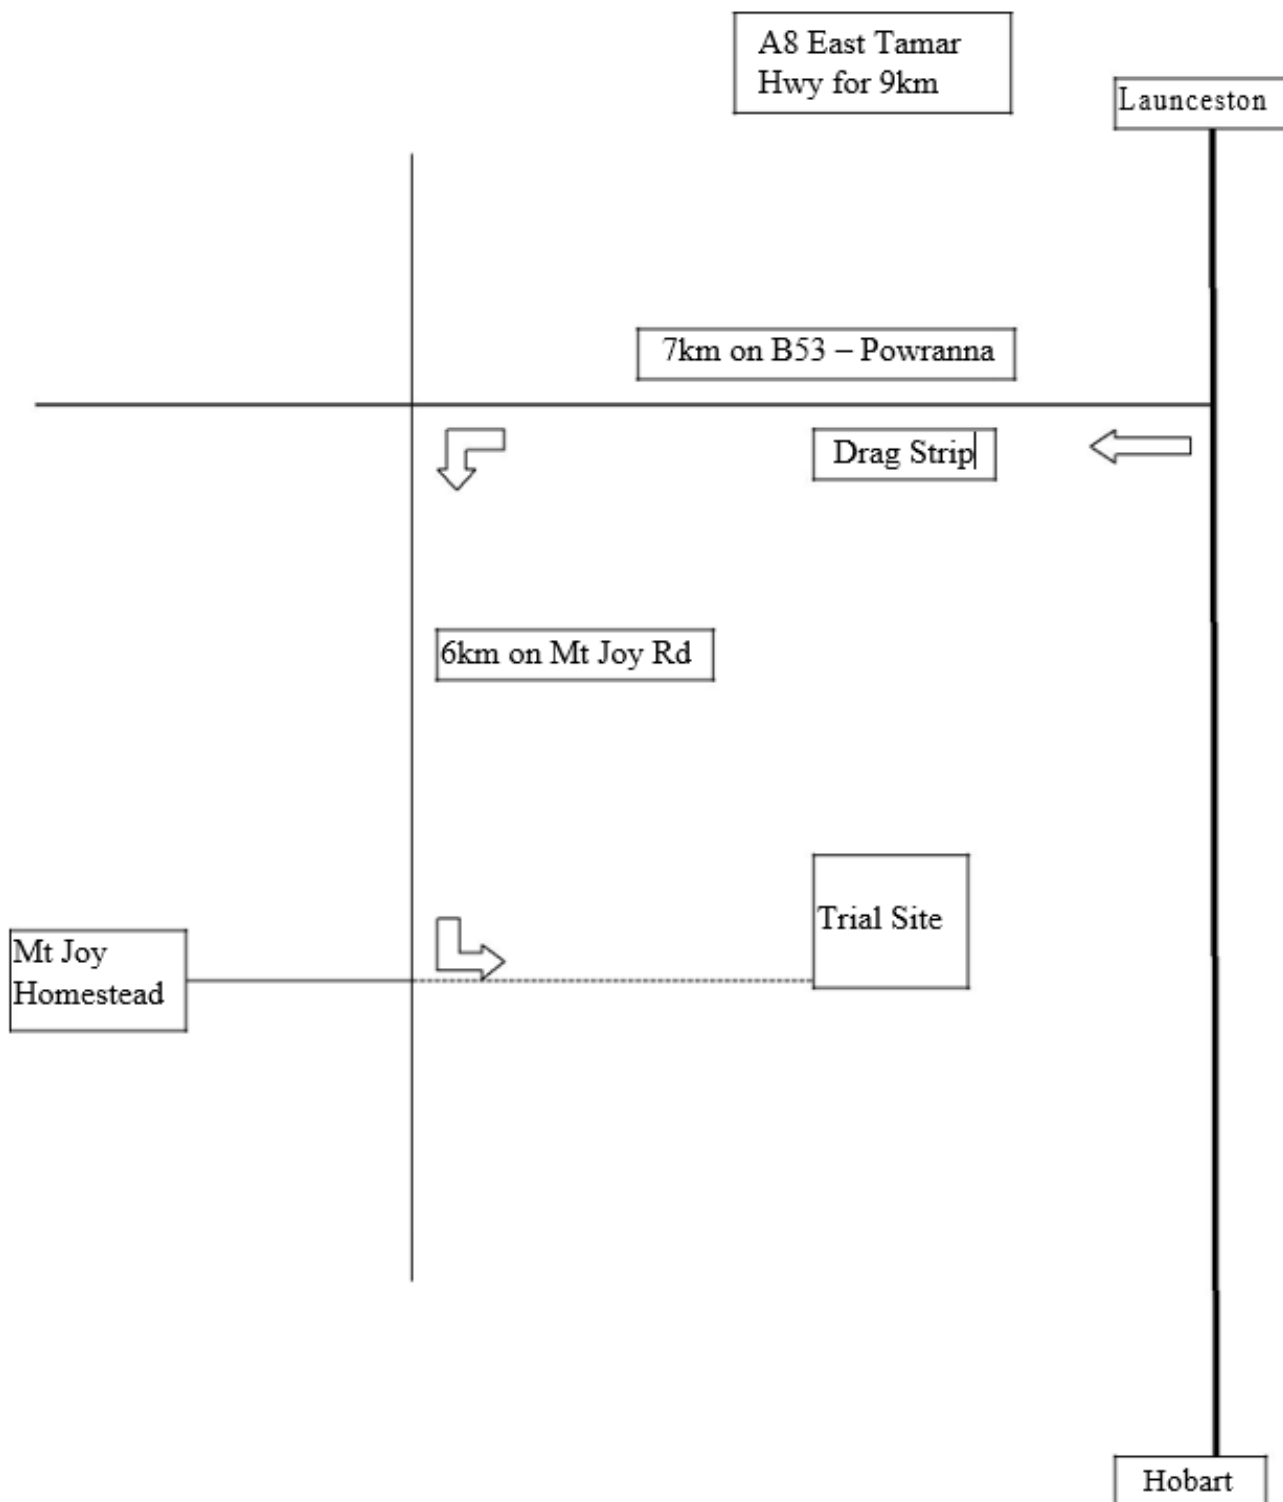 A8 East Tamar
Hwy for 9km
Launceston
7km on B53 – Powranna
Drag Strip
6km on Mt Joy Rd
Trial Site
Mt Joy
Homestead
Hobart